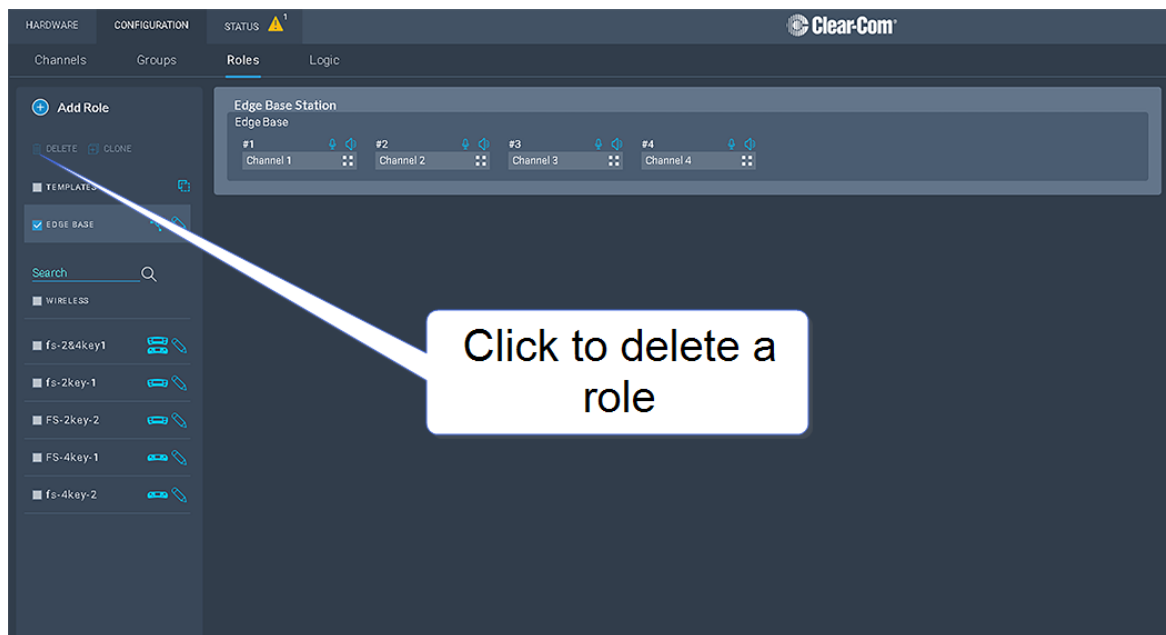 HARDWARE CONFIGURATION STATUS 1 Clear-Com
Channels Groups Roles Logic
Add Role
DELETE CLONE
TEMPLATES
EDGE BASE
Search
WIRELESS
fs-2&4key1
fs-2key-1
FS-2key-2
FS-4key-1
fs-4key-2
Edge Base Station
Edge Base
#1 #2 #3 #4
Channel 1 Channel 2 Channel 3 Channel 4
Click to delete a
role